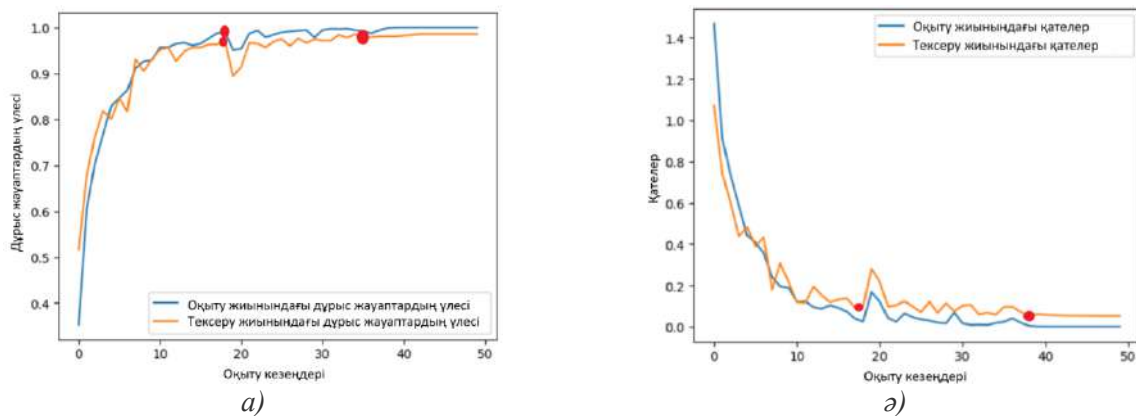 1.0
0.9
0.8
0.7
0.6
0.5
0.4
Дұрыс жауаптардың үлесі
Оқыту жиынындағы дұрыс жауаптардың үлесі
Тексеру жиынындағы дұрыс жауаптардың үлесі
0 10 20 30 40 50
Оқыту кезеңдері
а)
1.4
1.2
1.0
0.8
0.6
0.4
0.2
0.0
Қателер
Оқыту жиынындағы қателер
Тексеру жиынындағы қателер
0 10 20 30 40 50
Оқыту кезеңдері
ә)